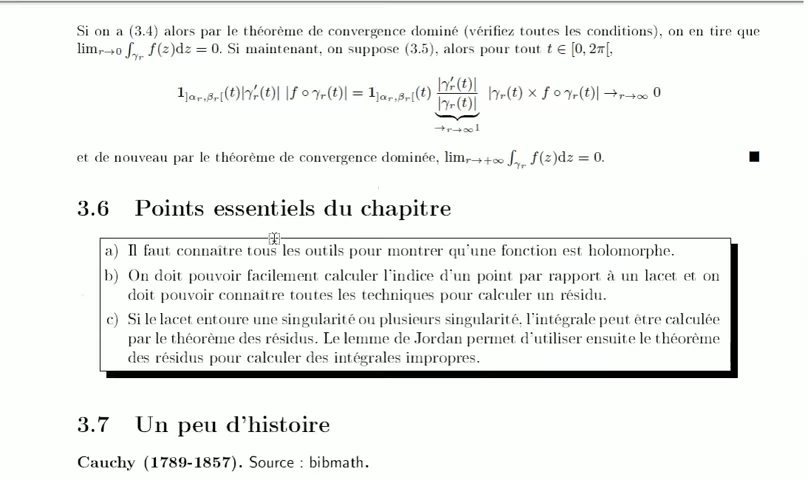 Si on a (3.4) alors par le théorème de convergence dominé (vérifiez toutes les conditions), on en tire que
lim_{r→0} ∫_{γ_r} f(z)dz = 0. Si maintenant, on suppose (3.5), alors pour tout t ∈ [0, 2π[,
1_{]α_r,β_r[}(t)|γ′_r(t)| |f ∘ γ_r(t)| = 1_{]α_r,β_r[}(t) |γ′_r(t)| / |γ_r(t)| |γ_r(t) × f ∘ γ_r(t)| →_{r→∞} 0
→_{r→∞} 1
et de nouveau par le théorème de convergence dominée, lim_{r→+∞} ∫_{γ_r} f(z)dz = 0. ■
3.6 Points essentiels du chapitre
a) Il faut connaître tous les outils pour montrer qu'une fonction est holomorphe.
b) On doit pouvoir facilement calculer l'indice d'un point par rapport à un lacet et on
doit pouvoir connaître toutes les techniques pour calculer un résidu.
c) Si le lacet entoure une singularité ou plusieurs singularité, l'intégrale peut être calculée
par le théorème des résidus. Le lemme de Jordan permet d'utiliser ensuite le théorème
des résidus pour calculer des intégrales impropres.
3.7 Un peu d'histoire
Cauchy (1789-1857). Source : bibmath.